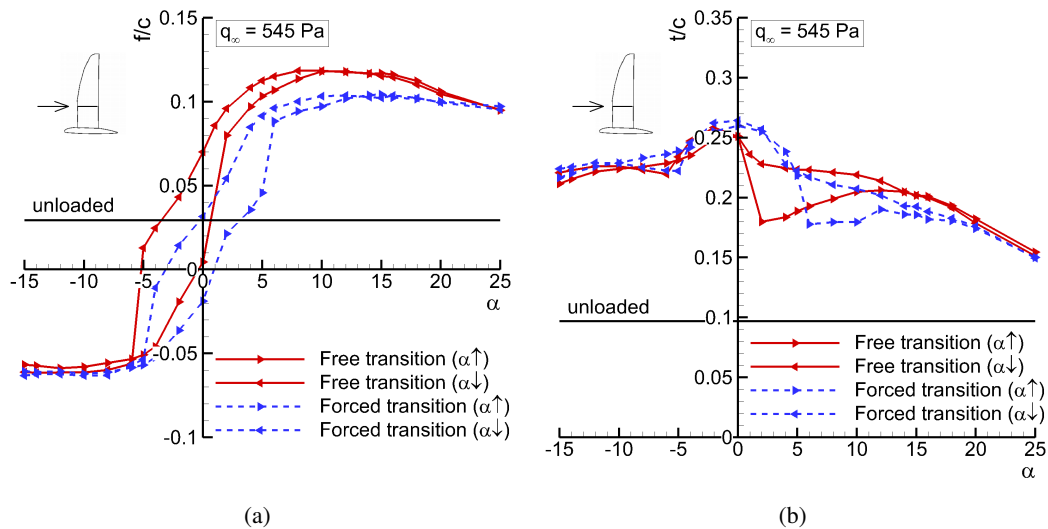 f/c
q∞ = 545 Pa
0.15
0.1
0.05
unloaded
0
-15 -10 -5 0 5 10 15 20 25
α
-0.05
Free transition (α↑)
Free transition (α↓)
Forced transition (α↑)
Forced transition (α↓)
-0.1
(a)
t/c
q∞ = 545 Pa
0.35
0.3
0.25
0.2
0.15
unloaded
0.1
0.05
Free transition (α↑)
Free transition (α↓)
Forced transition (α↑)
Forced transition (α↓)
0
-15 -10 -5 0 5 10 15 20 25
α
(b)